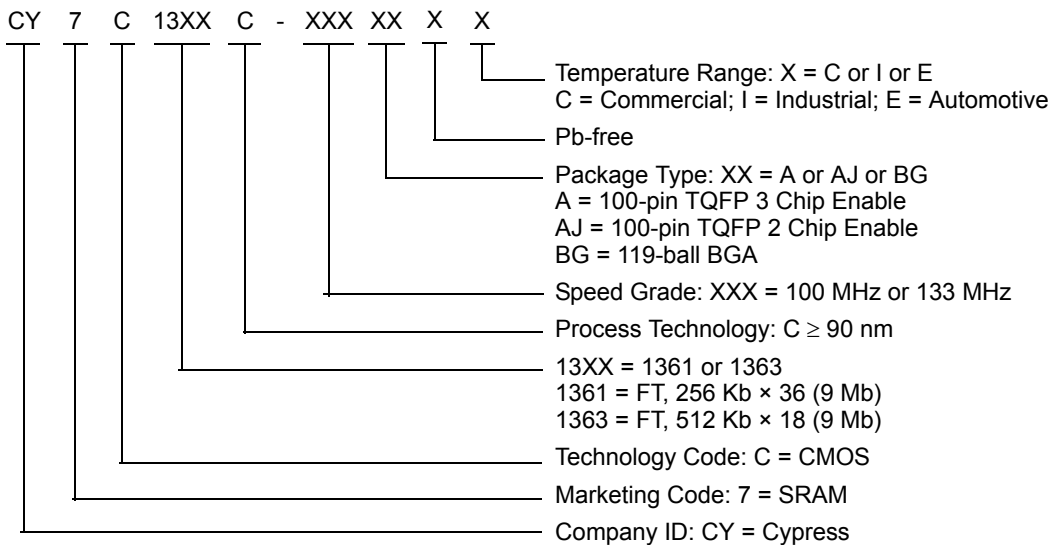 CY 7 C 13XX C - XXX XX X X
Temperature Range: X = C or I or E
C = Commercial; I = Industrial; E = Automotive
Pb-free
Package Type: XX = A or AJ or BG
A = 100-pin TQFP 3 Chip Enable
AJ = 100-pin TQFP 2 Chip Enable
BG = 119-ball BGA
Speed Grade: XXX = 100 MHz or 133 MHz
Process Technology: C ≥ 90 nm
13XX = 1361 or 1363
1361 = FT, 256 Kb × 36 (9 Mb)
1363 = FT, 512 Kb × 18 (9 Mb)
Technology Code: C = CMOS
Marketing Code: 7 = SRAM
Company ID: CY = Cypress